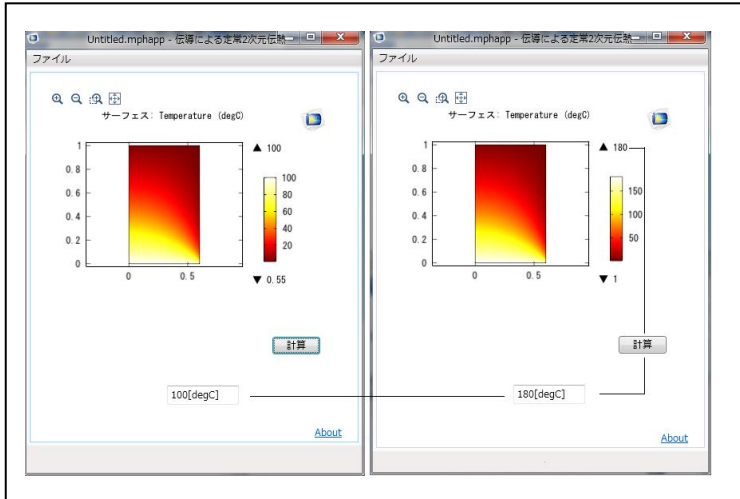 Untitled.mphapp - 伝導による定常2次元伝熱
ファイル
サーフェス: Temperature (degC)
1
0.8
0.6
0.4
0.2
0
0
0.5
▲ 100
100
80
60
40
20
▼ 0.55
計算
100[degC]
About
Untitled.mphapp - 伝導による定常2次元伝熱
ファイル
サーフェス: Temperature (degC)
1
0.8
0.6
0.4
0.2
0
0
0.5
▲ 180
150
100
50
▼ 1
計算
180[degC]
About